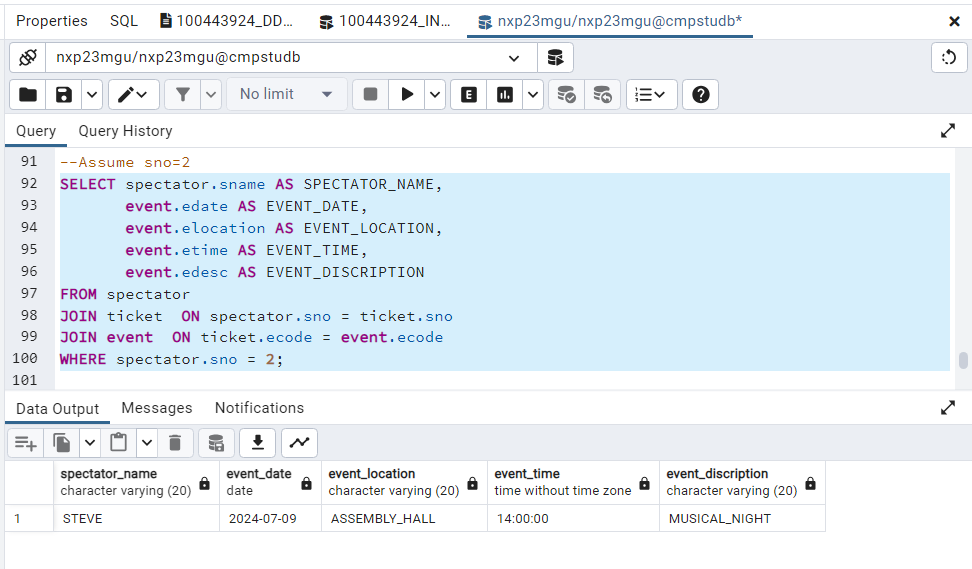 Properties SQL 100443924_DD... 100443924_IN... nxp23mgu/nxp23mgu@cmpstudb*
nxp23mgu/nxp23mgu@cmpstudb
No limit E
Query Query History
91 --Assume sno=2
92 SELECT spectator.sname AS SPECTATOR_NAME,
93 event.edate AS EVENT_DATE,
94 event.elocation AS EVENT_LOCATION,
95 event.etime AS EVENT_TIME,
96 event.edesc AS EVENT_DISCRIPTION
97 FROM spectator
98 JOIN ticket ON spectator.sno = ticket.sno
99 JOIN event ON ticket.ecode = event.ecode
100 WHERE spectator.sno = 2;
101
Data Output Messages Notifications
spectator_name event_date event_location event_time event_discription
character varying (20) date character varying (20) time without time zone character varying (20)
1 STEVE 2024-07-09 ASSEMBLY_HALL 14:00:00 MUSICAL_NIGHT